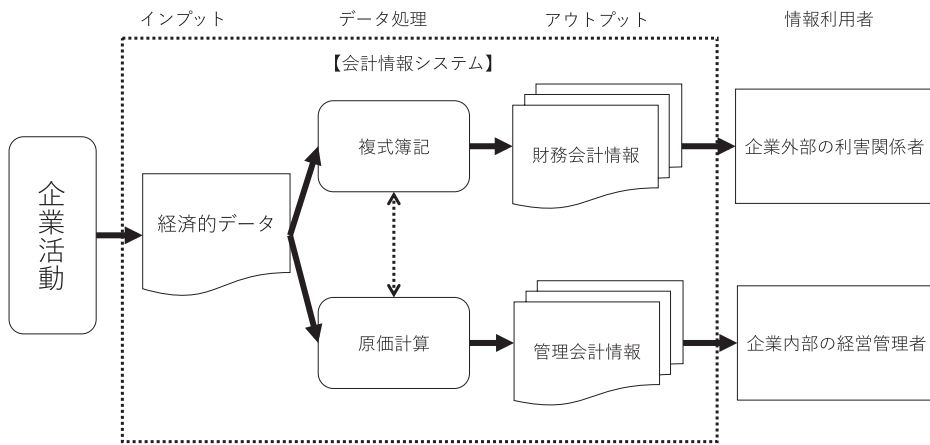 インプット
データ処理
アウトプット
情報利用者
【会計情報システム】
企業活動
経済的データ
複式簿記
財務会計情報
企業外部の利害関係者
原価計算
管理会計情報
企業内部の経営管理者